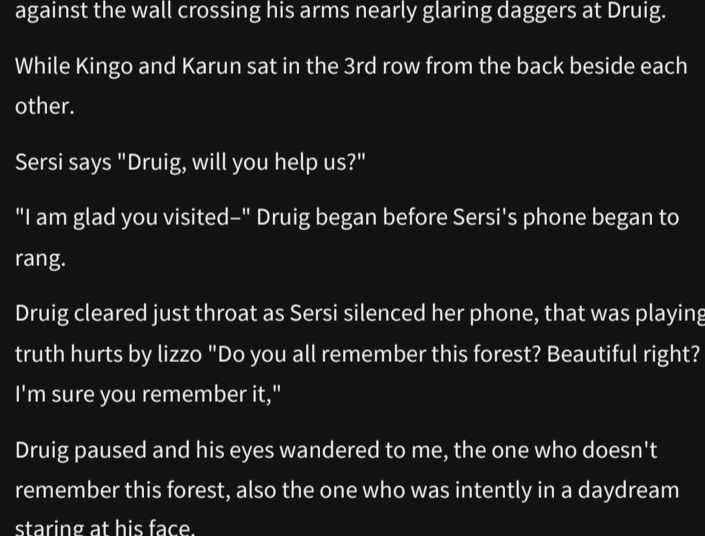 against the wall crossing his arms nearly glaring daggers at Druig.
While Kingo and Karun sat in the 3rd row from the back beside each
other.
Sersi says "Druig, will you help us?"
"I am glad you visited–" Druig began before Sersi's phone began to
rang.
Druig cleared just throat as Sersi silenced her phone, that was playing
truth hurts by lizzo "Do you all remember this forest? Beautiful right?
I'm sure you remember it,"
Druig paused and his eyes wandered to me, the one who doesn't
remember this forest, also the one who was intently in a daydream
staring at his face.